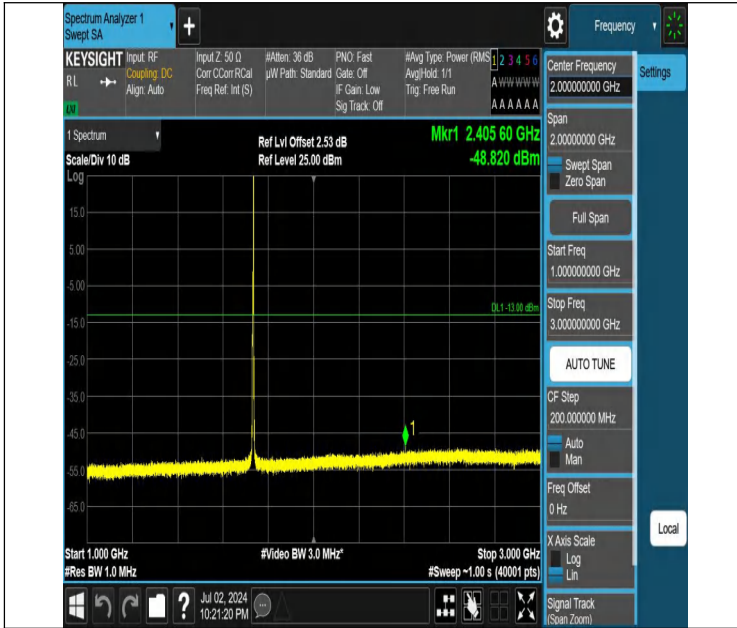 Spectrum Analyzer 1
Swept SA
+
Frequency
KEYSIGHT
RL
Input: RF
Coupling: DC
Align: Auto
Input Z: 50 Ω
Corr CCorr RCal
Freq Ref: Int (S)
#Atten: 36 dB
µW Path: Standard
PNO: Fast
Gate: Off
IF Gain: Low
Sig Track: Off
#Avg Type: Power (RMS
Avg|Hold: 1/1
Trig: Free Run
1 2 3 4 5 6
A W W W W W
A A A A A A
1 Spectrum
Scale/Div 10 dB
Log
Ref Lvl Offset 2.53 dB
Ref Level 25.00 dBm
Mkr1 2.405 60 GHz
-48.820 dBm
15.0
5.00
-5.00
DL1 -13.00 dBm
-15.0
-25.0
-35.0
-45.0
1
-55.0
-65.0
Start 1.000 GHz
#Res BW 1.0 MHz
#Video BW 3.0 MHz*
Stop 3.000 GHz
#Sweep ~1.00 s (40001 pts)
Center Frequency
2.000000000 GHz
Settings
Span
2.00000000 GHz
Swept Span
Zero Span
Full Span
Start Freq
1.000000000 GHz
Stop Freq
3.000000000 GHz
AUTO TUNE
CF Step
200.000000 MHz
Auto
Man
Freq Offset
0 Hz
X Axis Scale
Log
Lin
Local
Signal Track
(Span Zoom)
?
Jul 02, 2024
10:21:20 PM